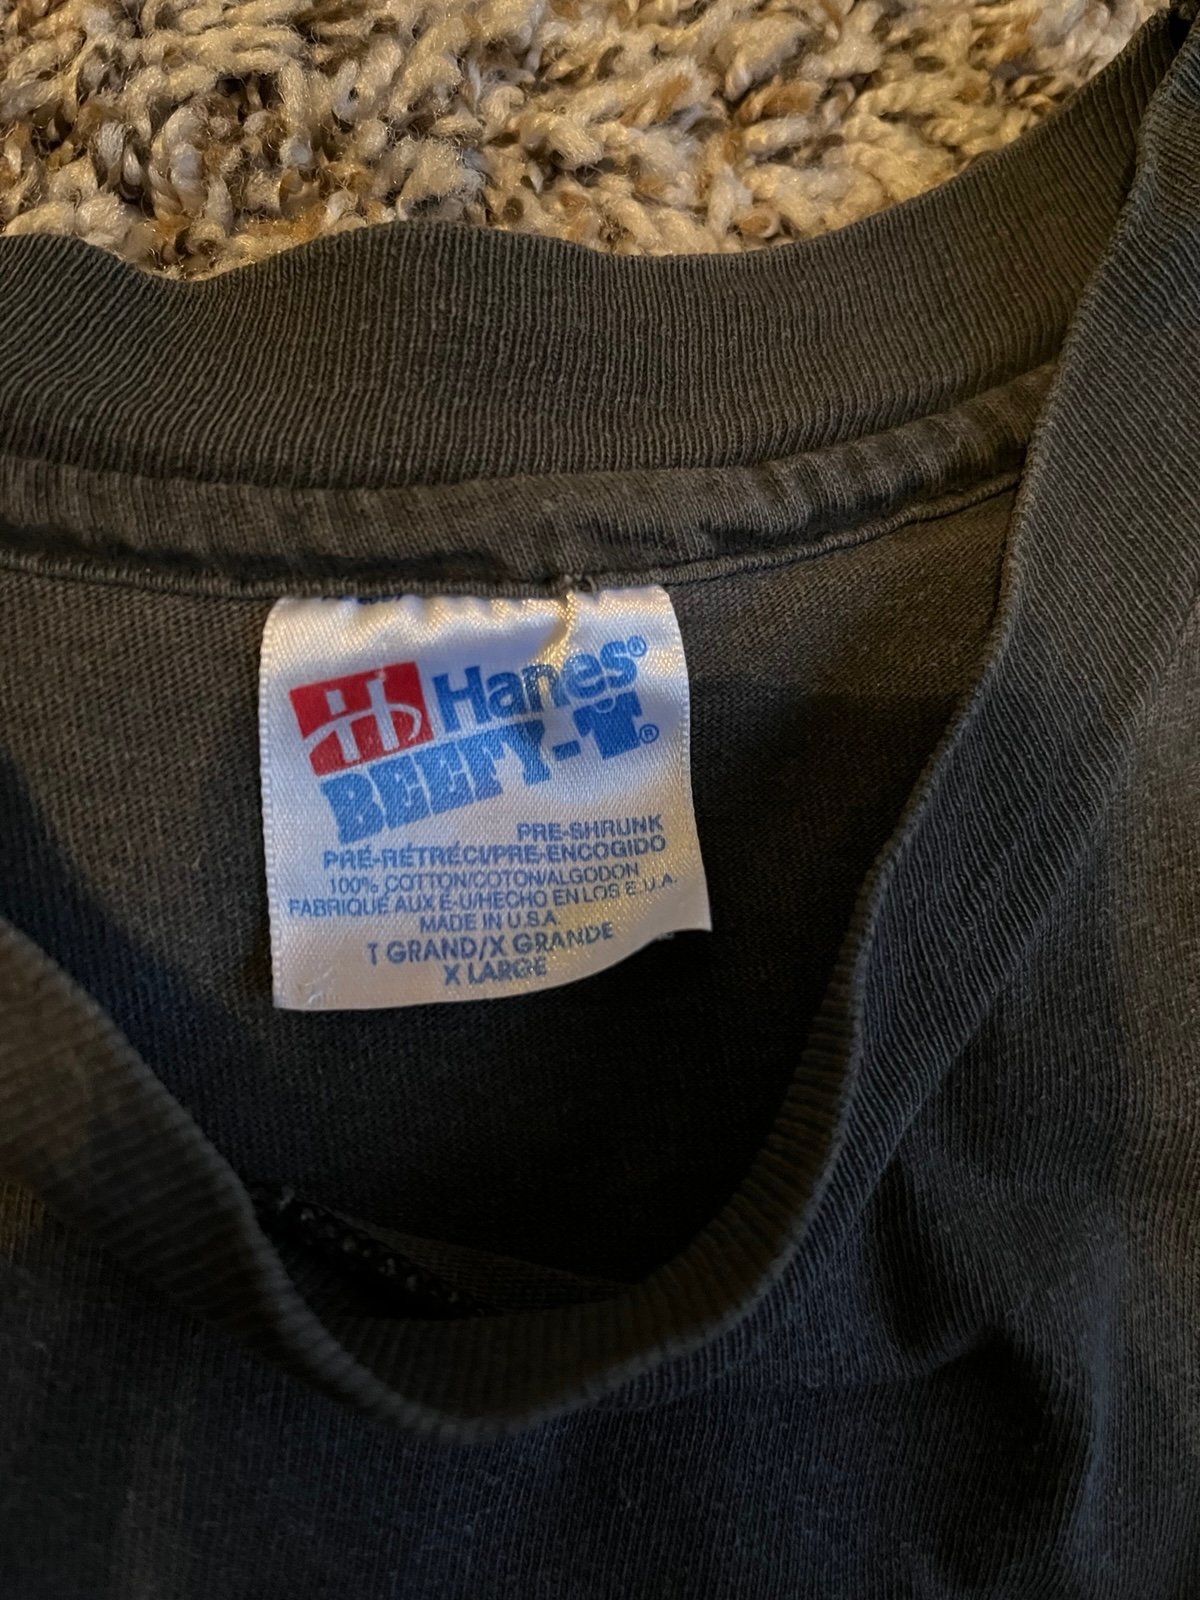 Hanes®
BEEFY-T®
PRE-SHRUNK
PRÉ-RÉTRÉCI/PRE-ENCOGIDO
100% COTTON/COTON/ALGODON
FABRIQUÉ AUX É-U/HECHO EN LOS E.U.A.
MADE IN U.S.A.
T GRAND/X GRANDE
X LARGE